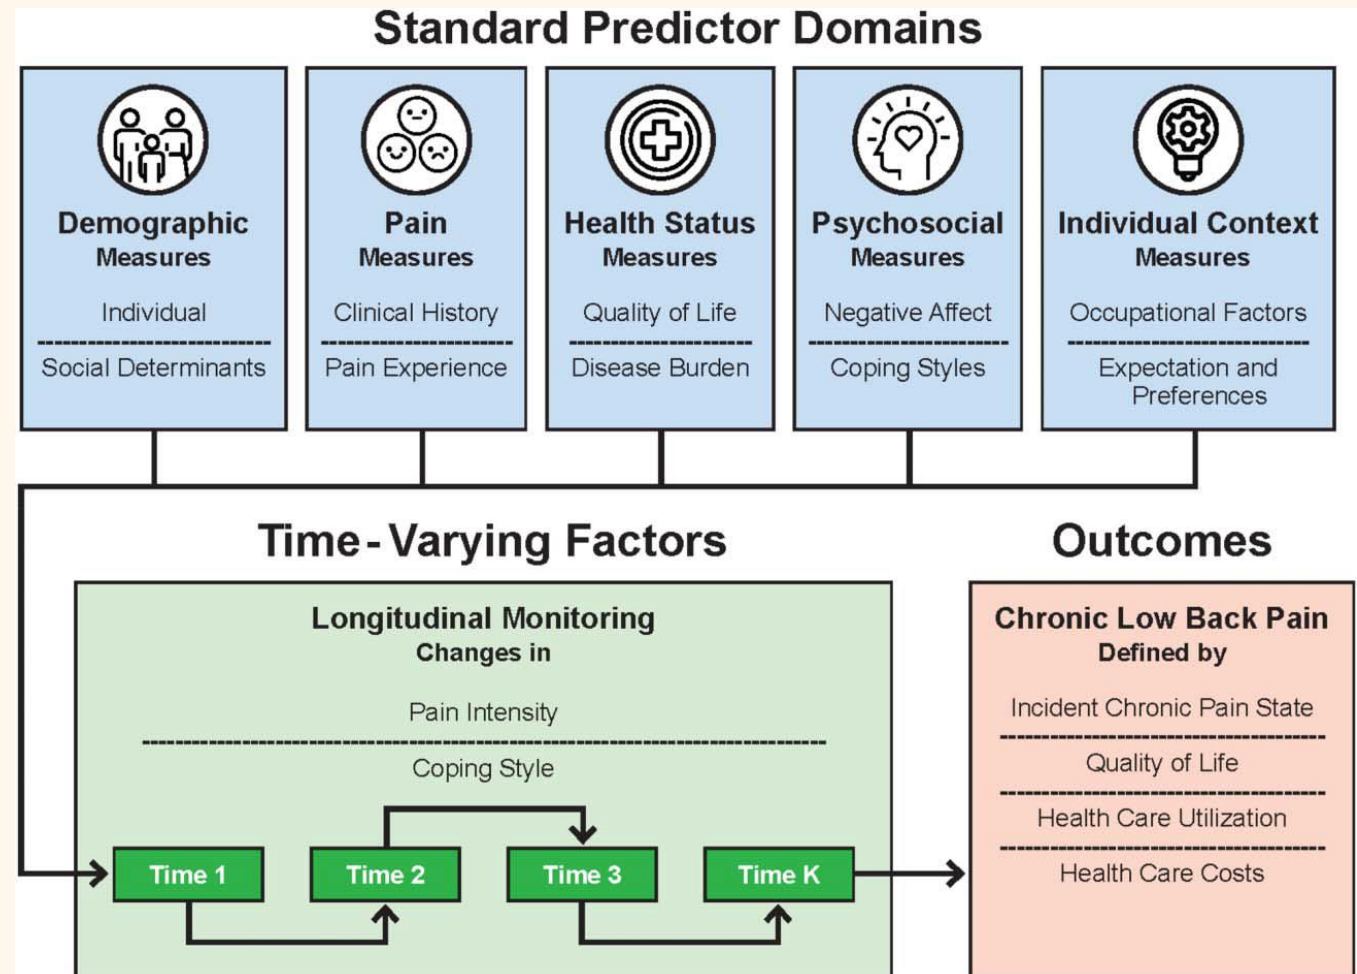 Standard Predictor Domains
Demographic
Measures
Individual
Social Determinants
Pain
Measures
Clinical History
Pain Experience
Health Status
Measures
Quality of Life
Disease Burden
Psychosocial
Measures
Negative Affect
Coping Styles
Individual Context
Measures
Occupational Factors
Expectation and
Preferences
Time-Varying Factors
Longitudinal Monitoring
Changes in
Pain Intensity
Coping Style
Time 1
Time 2
Time 3
Time K
Outcomes
Chronic Low Back Pain
Defined by
Incident Chronic Pain State
Quality of Life
Health Care Utilization
Health Care Costs